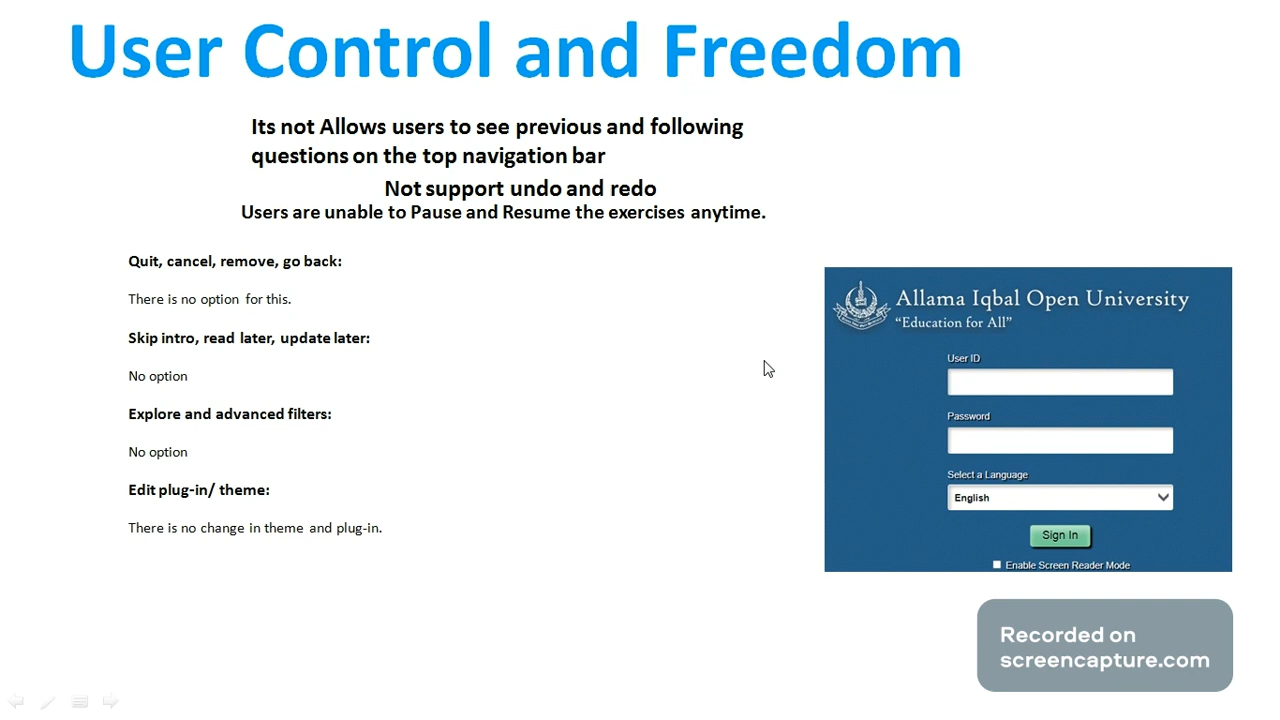 User Control and Freedom
Its not Allows users to see previous and following
questions on the top navigation bar
Not support undo and redo
Users are unable to Pause and Resume the exercises anytime.
Quit, cancel, remove, go back:
There is no option for this.
Skip intro, read later, update later:
No option
Explore and advanced filters:
No option
Edit plug-in/ theme:
There is no change in theme and plug-in.
Allama Iqbal Open University
“Education for All”
User ID
Password
Select a Language
English
Sign In
Enable Screen Reader Mode
Recorded on
screencapture.com